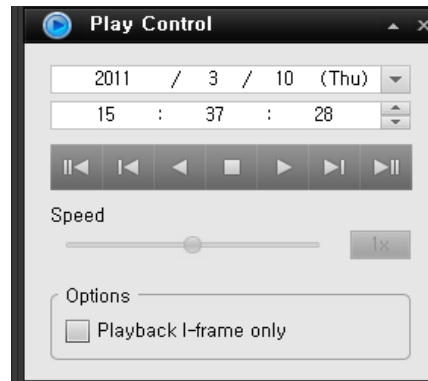 Play Control
2011 / 3 / 10 (Thu)
15 : 37 : 28
Speed
1x
Options
Playback I-frame only